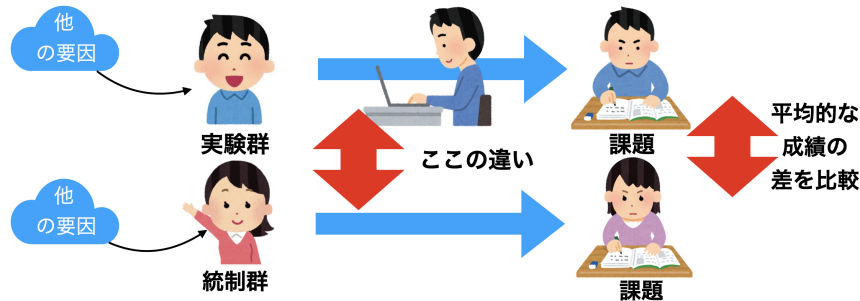 他
の要因
実験群
ここの違い
課題
平均的な
成績の
差を比較
他
の要因
統制群
課題